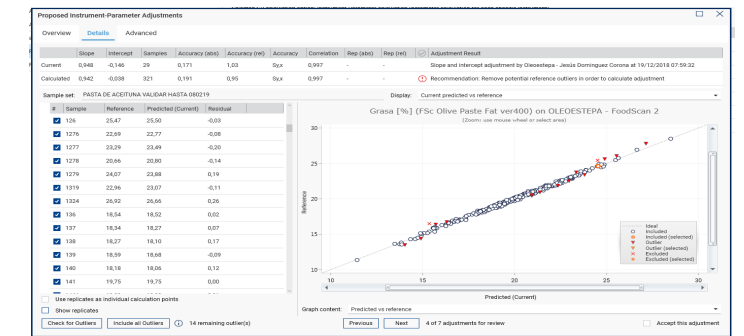 Proposed Instrument-Parameter Adjustments
Overview Details Advanced
Slope Intercept Samples Accuracy (abs) Accuracy (rel) Accuracy Correlation Rep (abs) Rep (rel) Adjustment Result
Current 0,948 -0,146 29 0,171 1,03 Sy,x 0,997 - - Slope and intercept adjustment by Oleoestepa - Jesús Dominguez Corona at 19/12/2018 07:59:32
Calculated 0,942 -0,038 321 0,191 0,95 Sy,x 0,997 - - Recommendation: Remove potential reference outliers in order to calculate adjustment
Sample set: PASTA DE ACEITUNA VALIDAR HASTA 080219 Display: Current predicted vs reference
# Sample Reference Predicted (Current) Residual
126 25,47 25,50 -0,03
1276 22,69 22,77 -0,08
1277 23,29 23,49 -0,20
1278 20,66 20,80 -0,14
1279 24,07 23,88 0,19
1319 22,96 23,07 -0,11
1324 26,92 26,66 0,26
136 18,54 18,52 0,02
137 18,34 18,27 0,07
138 18,27 18,10 0,17
139 18,59 18,68 -0,09
140 18,18 18,06 0,12
141 19,75 19,75 0,00
Grasa [%] (FSc Olive Paste Fat ver400) on OLEOESTEPA - FoodScan 2
(Zoom: use mouse wheel or select area)
30
25
20
15
10
Reference
10 15 20 25 30
Predicted (Current)
Ideal
Included
Included (selected)
Outlier
Outlier (selected)
Excluded
Excluded (selected)
Use replicates as individual calculation points
Show replicates
Graph content: Predicted vs reference
Check for Outliers Include all Outliers 14 remaining outlier(s) Previous Next 4 of 7 adjustments for review Accept this adjustment